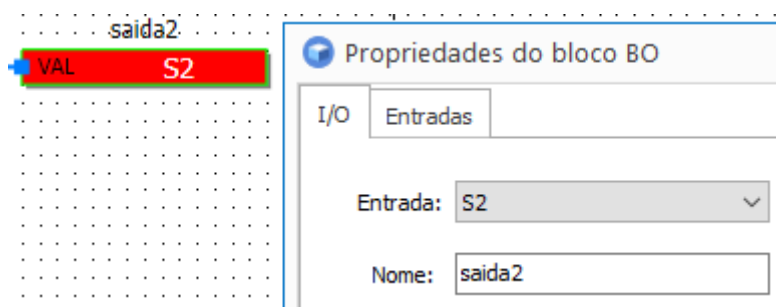 saida2
VAL S2
Propriedades do bloco BO
I/O Entradas
Entrada: S2
Nome: saida2